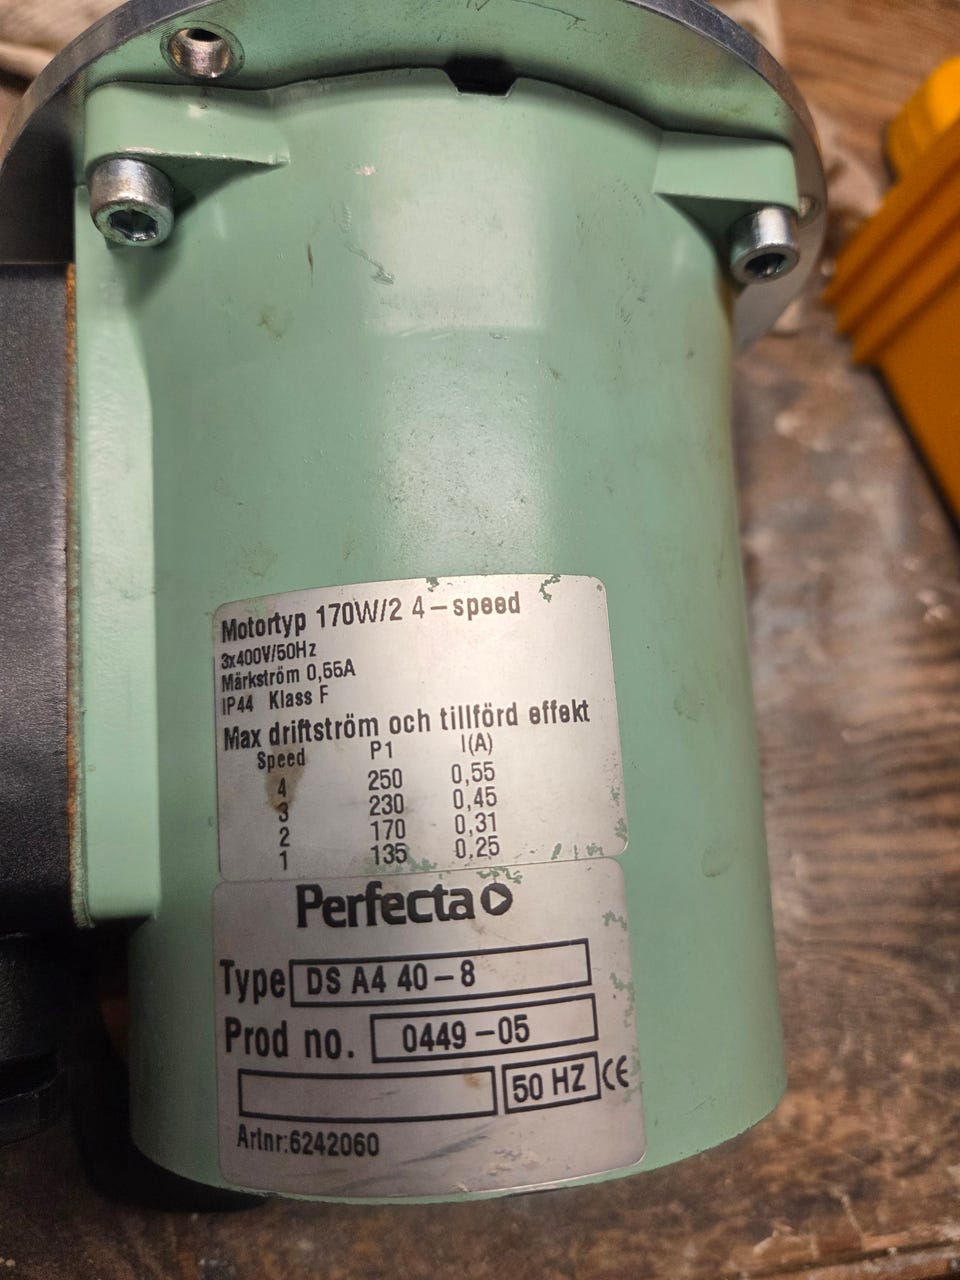 Motortyp 170W/2 4-speed
3x400V/50Hz
Märkström 0,55A
IP44 Klass F
Max driftström och tillförd effekt
Speed P1 I(A)
4 250 0,55
3 230 0,45
2 170 0,31
1 135 0.25
Perfecta
Type DS A4 40-8
Prod no. 0449-05
50 HZ CE
Artnr:6242060